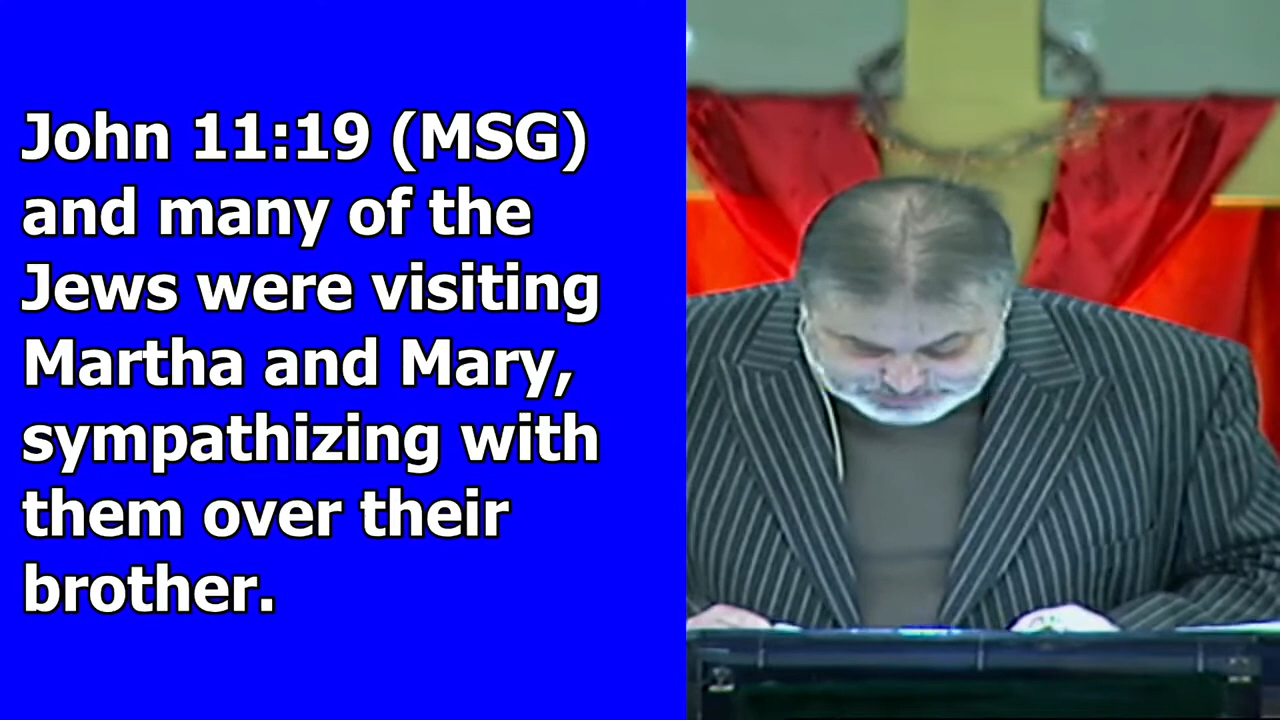 John 11:19 (MSG)
and many of the
Jews were visiting
Martha and Mary,
sympathizing with
them over their
brother.